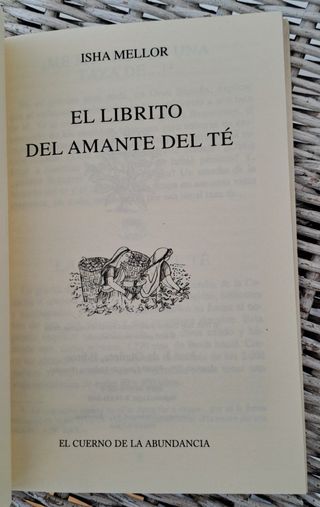 ISHA MELLOR
EL LIBRITO
DEL AMANTE DEL TÉ
EL CUERNO DE LA ABUNDANCIA